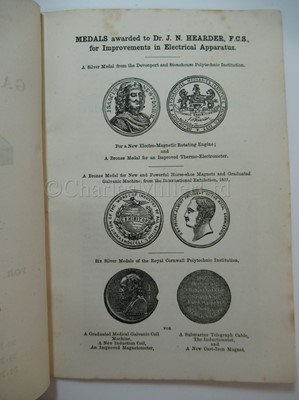 MEDALS awarded to Dr. J. N. HEARDER, F.C.S.,
for Improvements in Electrical Apparatus.
A Silver Medal from the Devonport and Stonehouse Polytechnic Institution.
For a New Electro-Magnetic Rotating Engine;
and
A Bronze Medal for an Improved Thermo-Electrometer.
A Bronze Medal for New and Powerful Horse-shoe Magnets and Graduated
Galvanic Machine, from the International Exhibition, 1851.
Six Silver Medals of the Royal Cornwall Polytechnic Institution,
FOR
A Graduated Medical Galvanic Coil
Machine,
A New Induction Coil,
An Improved Magnetometer,
A Submarine Telegraph Cable,
The Inductometer,
and
A New Cast-iron Magnet.